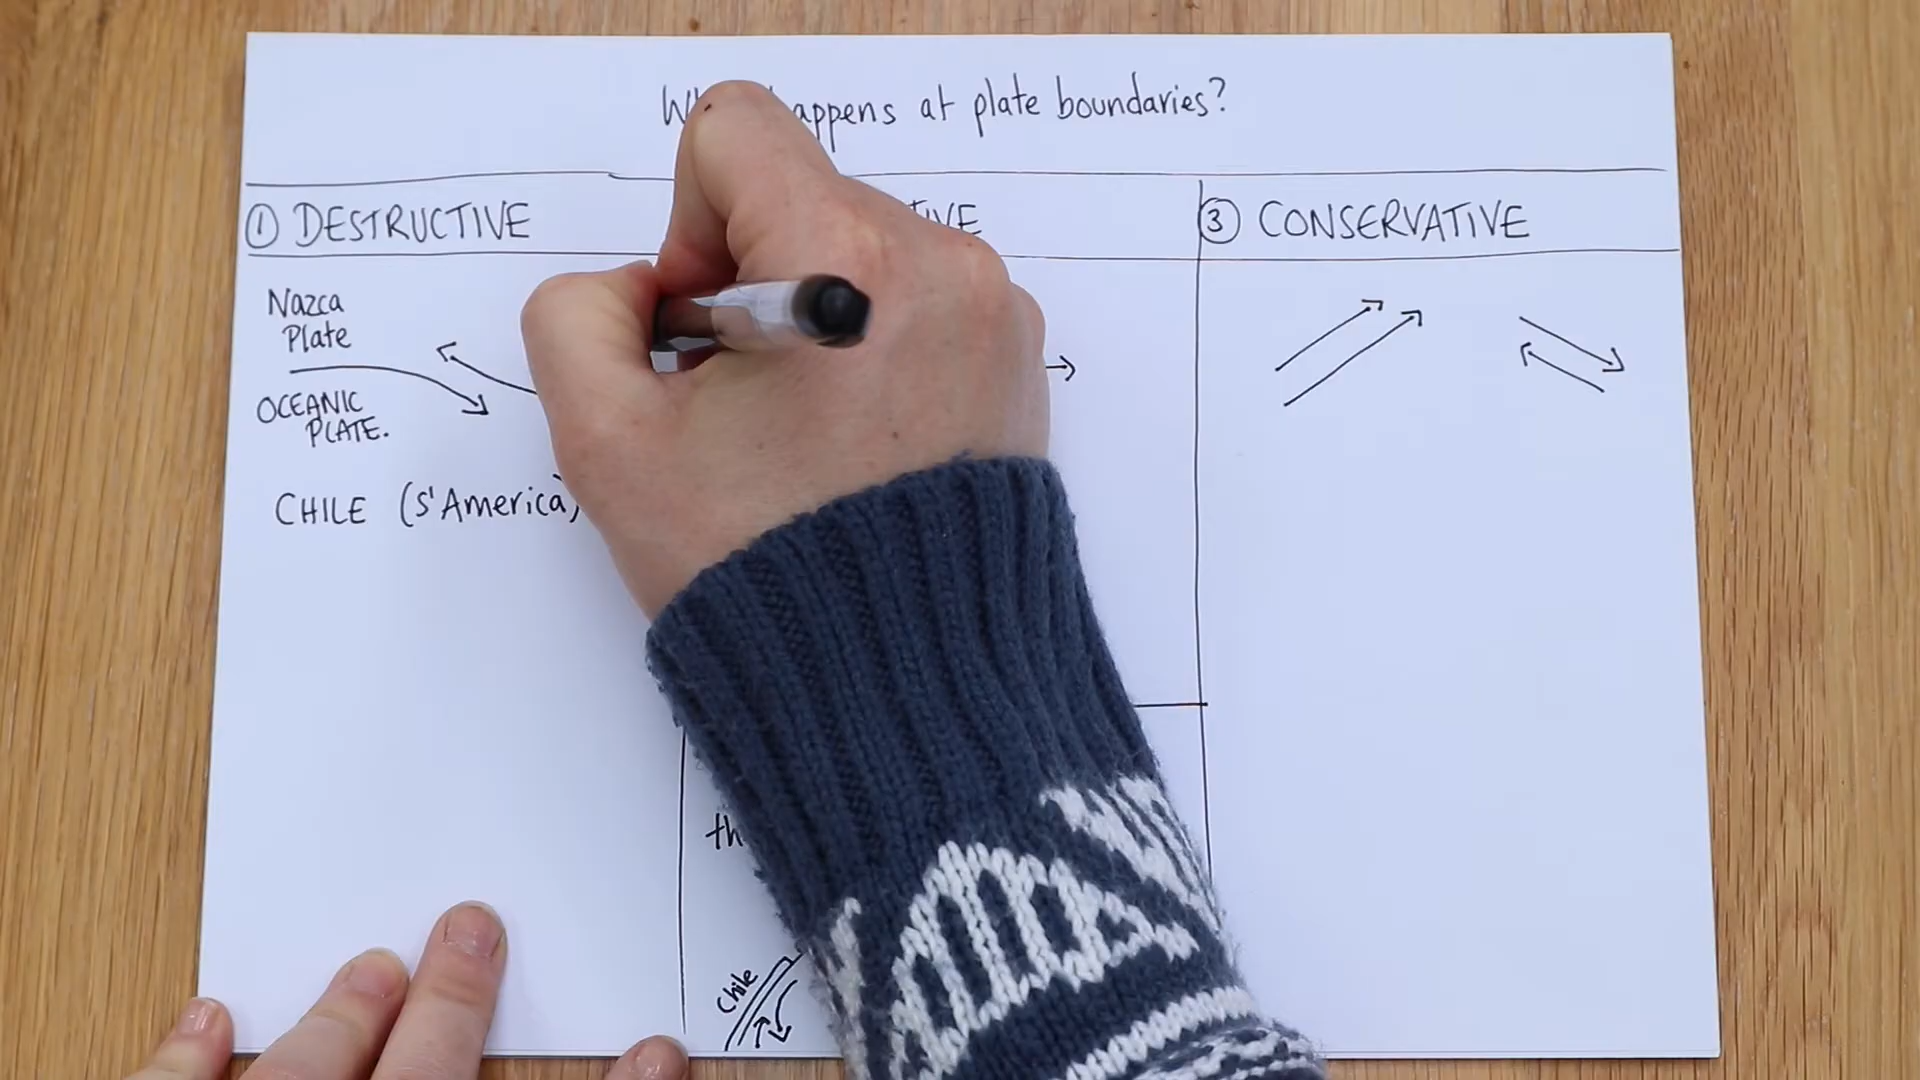 appens at plate boundaries?
① DESTRUCTIVE
③ CONSERVATIVE
Nazca
Plate
OCEANIC
PLATE.
CHILE (S'America)
Chile